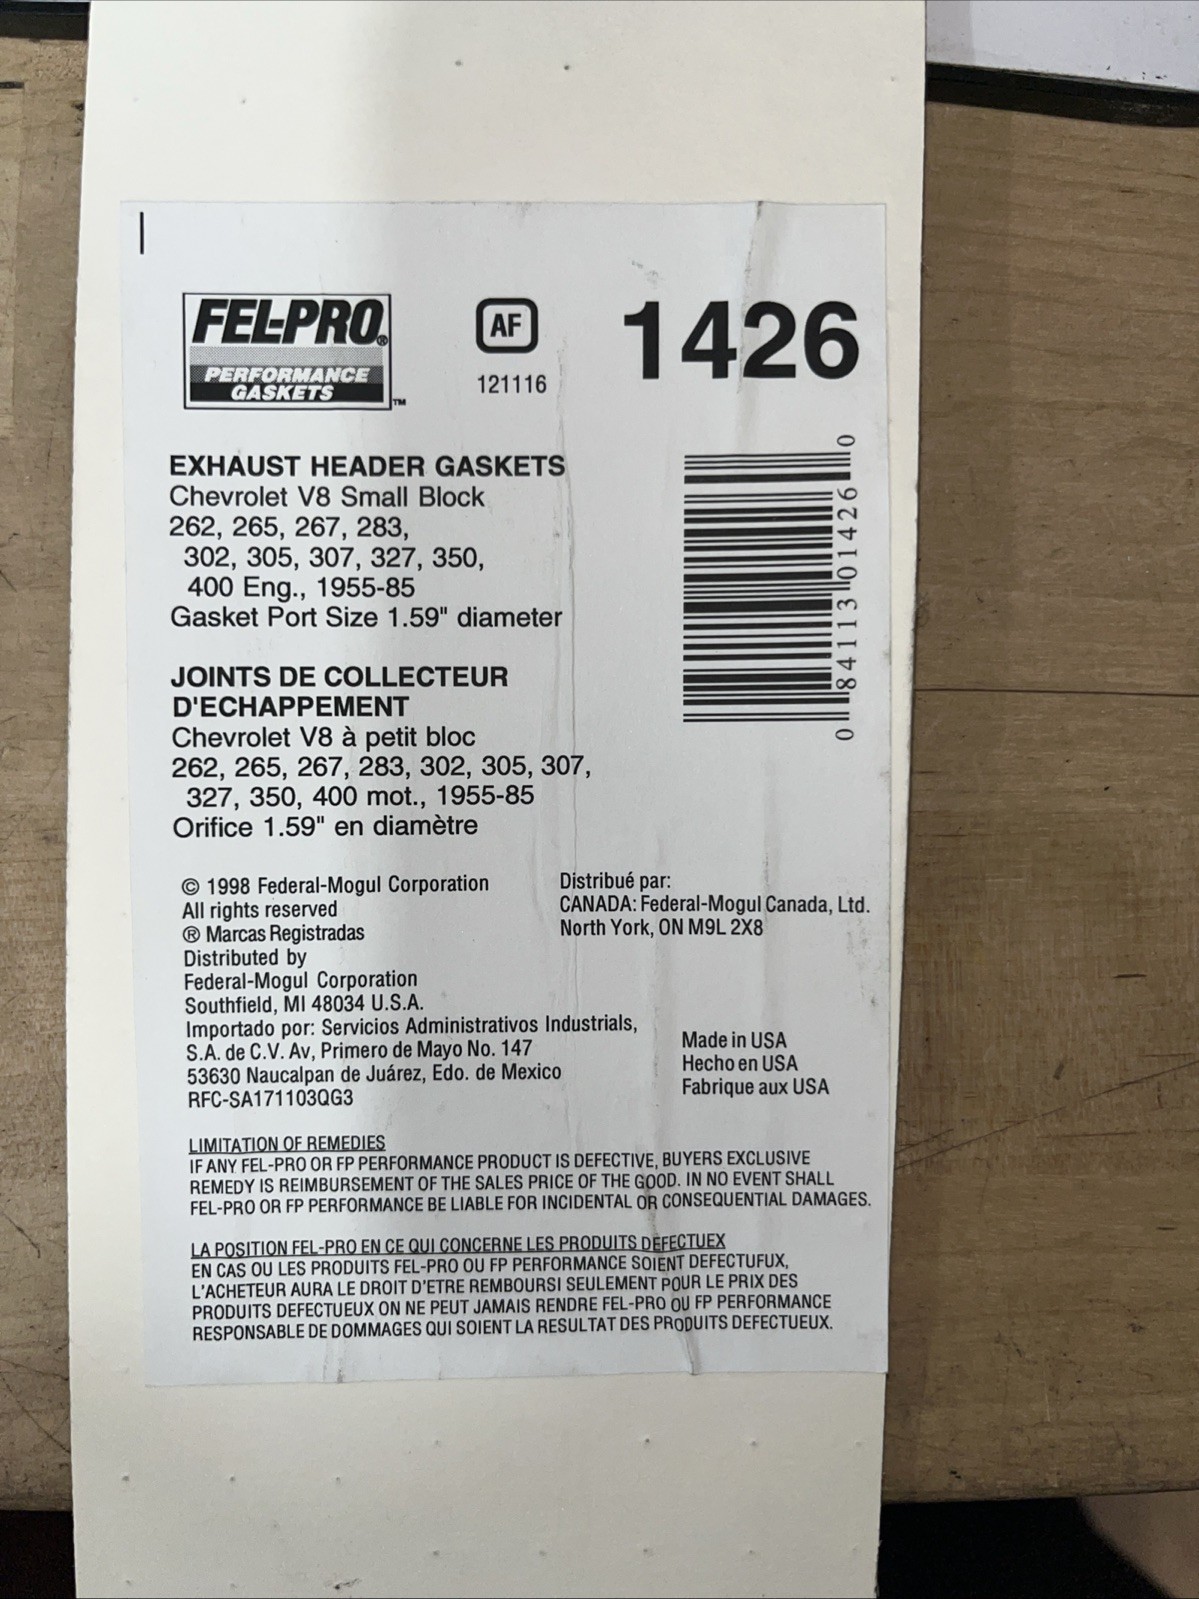 FEL-PRO®
PERFORMANCE
GASKETS ™
AF
121116
1426
EXHAUST HEADER GASKETS
Chevrolet V8 Small Block
262, 265, 267, 283,
302, 305, 307, 327, 350,
400 Eng., 1955-85
Gasket Port Size 1.59" diameter
0 84113 01426 0
JOINTS DE COLLECTEUR
D'ECHAPPEMENT
Chevrolet V8 à petit bloc
262, 265, 267, 283, 302, 305, 307,
327, 350, 400 mot., 1955-85
Orifice 1.59" en diamètre
© 1998 Federal-Mogul Corporation
All rights reserved
® Marcas Registradas
Distributed by
Federal-Mogul Corporation
Southfield, MI 48034 U.S.A.
Importado por: Servicios Administrativos Industrials,
S.A. de C.V. Av, Primero de Mayo No. 147
53630 Naucalpan de Juárez, Edo. de Mexico
RFC-SA171103QG3
Distribué par:
CANADA: Federal-Mogul Canada, Ltd.
North York, ON M9L 2X8
Made in USA
Hecho en USA
Fabrique aux USA
LIMITATION OF REMEDIES
IF ANY FEL-PRO OR FP PERFORMANCE PRODUCT IS DEFECTIVE, BUYERS EXCLUSIVE
REMEDY IS REIMBURSEMENT OF THE SALES PRICE OF THE GOOD. IN NO EVENT SHALL
FEL-PRO OR FP PERFORMANCE BE LIABLE FOR INCIDENTAL OR CONSEQUENTIAL DAMAGES.
LA POSITION FEL-PRO EN CE QUI CONCERNE LES PRODUITS DEFECTUEX
EN CAS OU LES PRODUITS FEL-PRO OU FP PERFORMANCE SOIENT DEFECTUFUX,
L'ACHETEUR AURA LE DROIT D'ETRE REMBOURSI SEULEMENT POUR LE PRIX DES
PRODUITS DEFECTUEUX ON NE PEUT JAMAIS RENDRE FEL-PRO OU FP PERFORMANCE
RESPONSABLE DE DOMMAGES QUI SOIENT LA RESULTAT DES PRODUITS DEFECTUEUX.